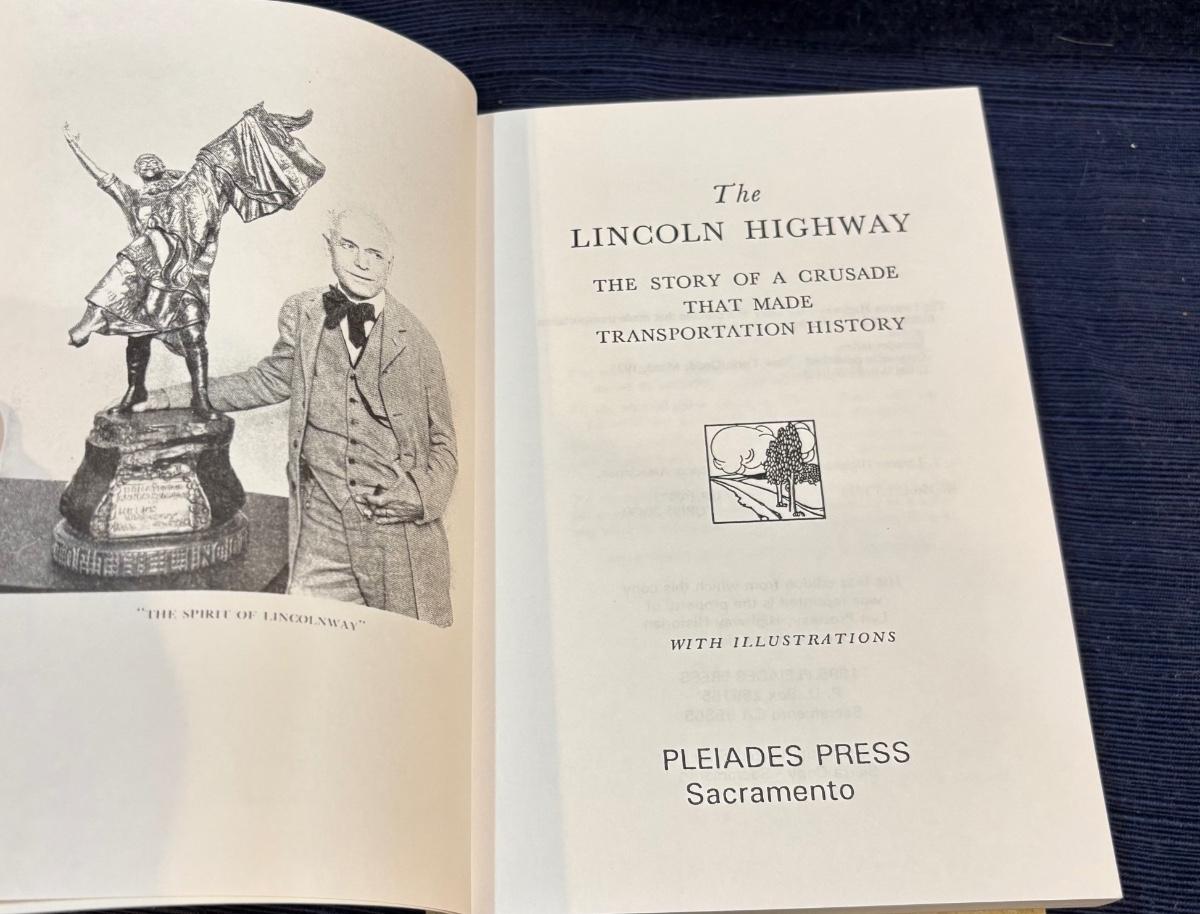 "THE SPIRIT OF LINCOLNWAY"
The
LINCOLN HIGHWAY
THE STORY OF A CRUSADE
THAT MADE
TRANSPORTATION HISTORY
WITH ILLUSTRATIONS
PLEIADES PRESS
Sacramento